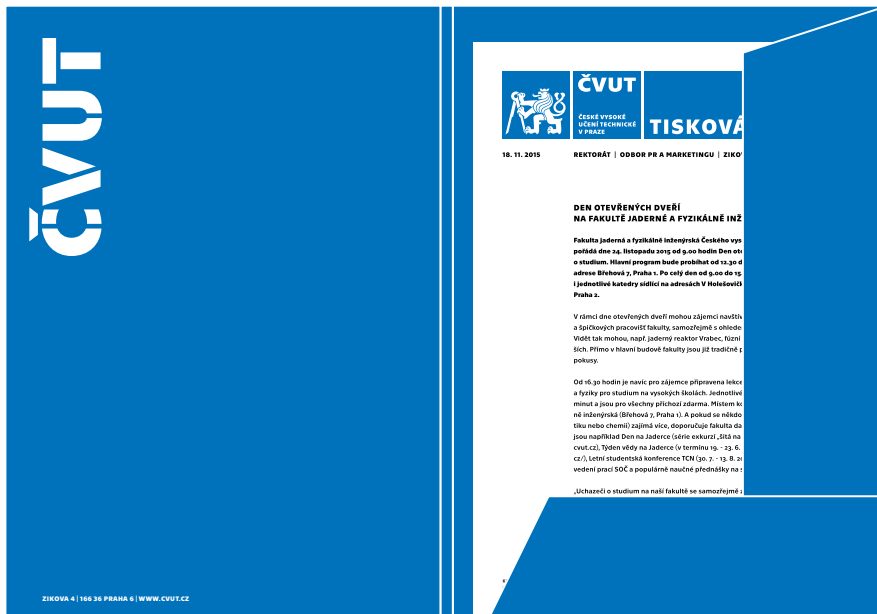 ČVUT
ZIKOVA 4 | 166 36 PRAHA 6 | WWW.CVUT.CZ
ČVUT
ČESKÉ VYSOKÉ
UČENÍ TECHNICKÉ
V PRAZE
TISKOVÁ
18. 11. 2015
REKTORÁT | ODBOR PR A MARKETINGU | ZIKO
DEN OTEVŘENÝCH DVEŘÍ
NA FAKULTĚ JADERNÉ A FYZIKÁLNĚ INŽ
Fakulta jaderná a fyzikálně inženýrská Českého vys
pořádá dne 24. listopadu 2015 od 9.00 hodin Den ote
o studium. Hlavní program bude probíhat od 12.30 d
adrese Břehová 7, Praha 1. Po celý den od 9.00 do 15.
i jednotlivé katedry sídlící na adresách V Holešovičk
Praha 2.
V rámci dne otevřených dveří mohou zájemci navštív
a špičkových pracovišť fakulty, samozřejmě s ohlede
Vidět tak mohou, např. jaderný reaktor Vrabec, fúzní
ších. Přímo v hlavní budově fakulty jsou již tradičně p
pokusy.
Od 16.30 hodin je navíc pro zájemce připravena lekce
a fyziky pro studium na vysokých školách. Jednotlivé
minut a jsou pro všechny příchozí zdarma. Místem ko
ně inženýrská (Břehová 7, Praha 1). A pokud se někdo
tiku nebo chemii) zajímá více, doporučuje fakulta da
jsou například Den na Jaderce (série exkurzí „šitá na
cvut.cz), Týden vědy na Jaderce (v termínu 19. - 23. 6.
cz/), Letní studentská konference TCN (30. 7. - 13. 8. 20
vedení prací SOČ a populárně naučné přednášky na s
„Uchazeči o studium na naší fakultě se samozřejmě z